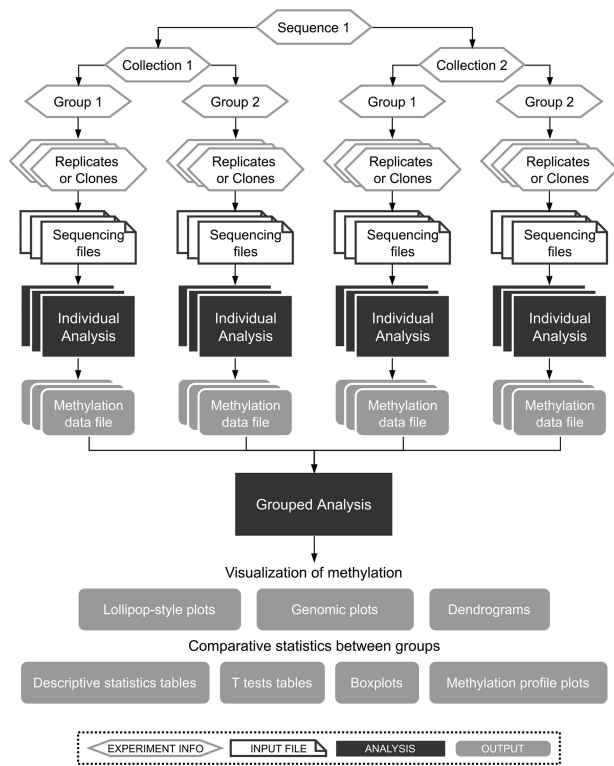 Sequence 1
Collection 1
Collection 2
Group 1
Group 2
Group 1
Group 2
Replicates
or Clones
Replicates
or Clones
Replicates
or Clones
Replicates
or Clones
Sequencing
files
Sequencing
files
Sequencing
files
Sequencing
files
Individual
Analysis
Individual
Analysis
Individual
Analysis
Individual
Analysis
Methylation
data file
Methylation
data file
Methylation
data file
Methylation
data file
Grouped Analysis
Visualization of methylation
Lollipop-style plots
Genomic plots
Dendrograms
Comparative statistics between groups
Descriptive statistics tables
T tests tables
Boxplots
Methylation profile plots
EXPERIMENT INFO
INPUT FILE
ANALYSIS
OUTPUT